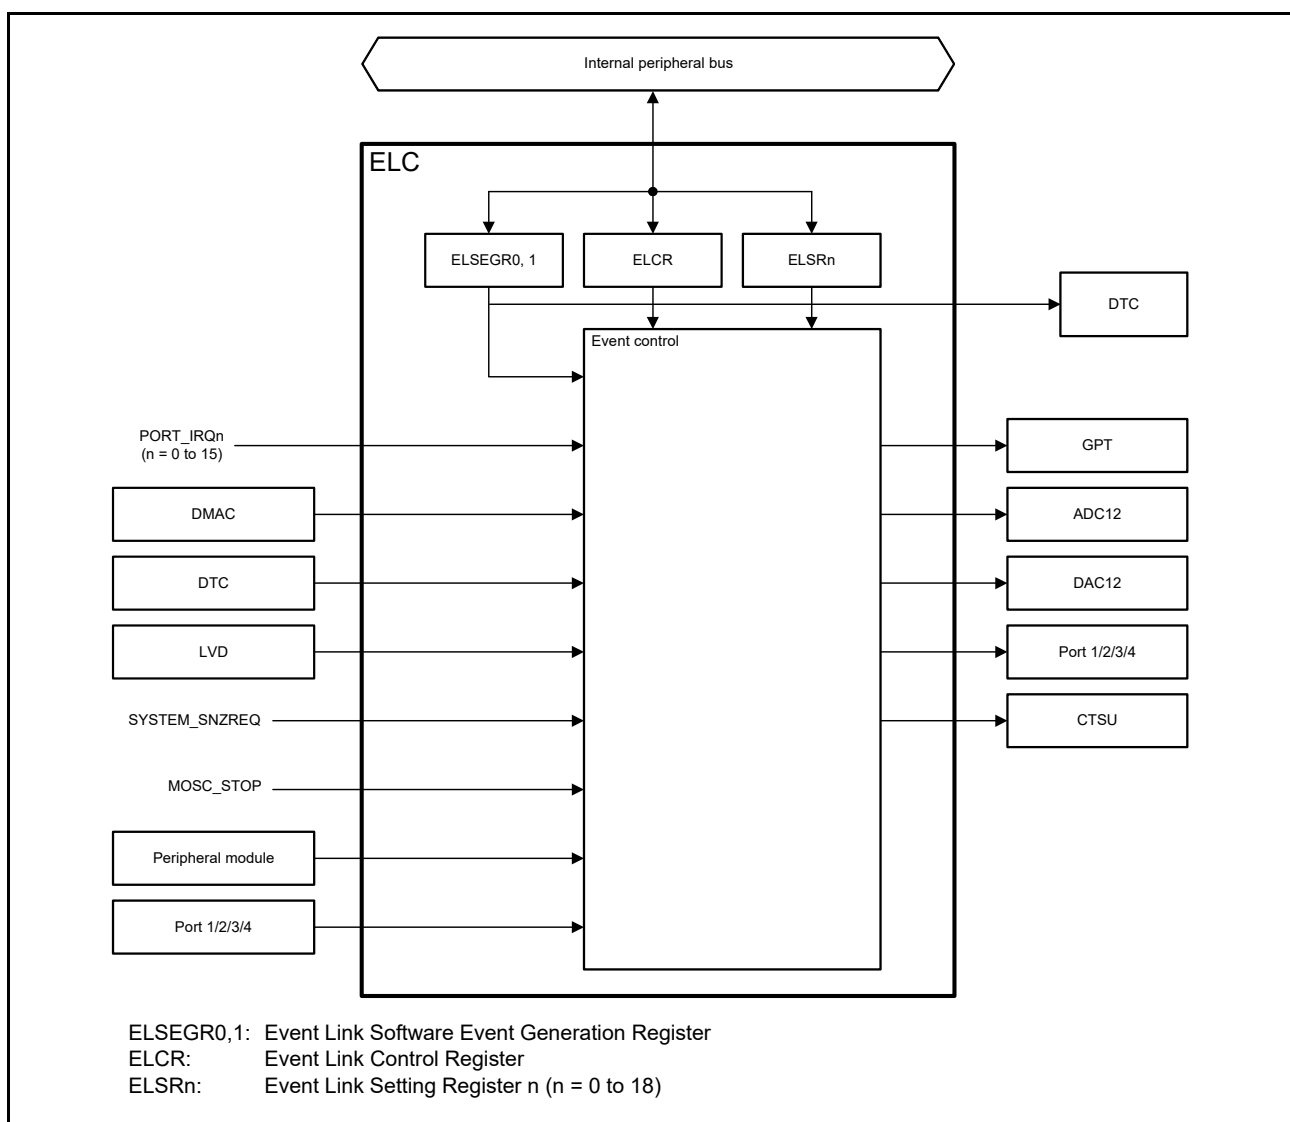 Internal peripheral bus
ELC
ELSEGR0, 1
ELCR
ELSRn
DTC
Event control
PORT_IRQn
(n = 0 to 15)
GPT
DMAC
ADC12
DTC
DAC12
LVD
Port 1/2/3/4
SYSTEM_SNZREQ
CTSU
MOSC_STOP
Peripheral module
Port 1/2/3/4
ELSEGR0,1: Event Link Software Event Generation Register
ELCR: Event Link Control Register
ELSRn: Event Link Setting Register n (n = 0 to 18)